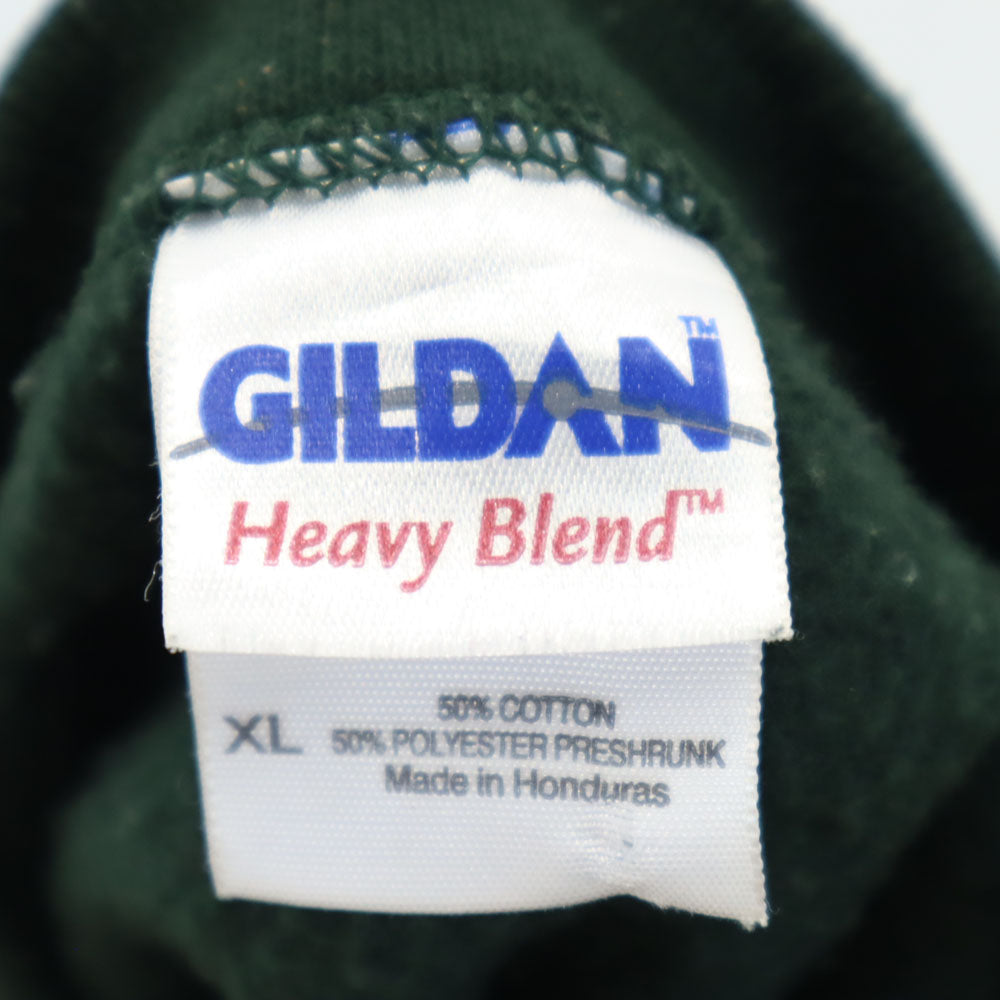 GILDAN™
Heavy Blend™
XL
50% COTTON
50% POLYESTER PRESHRUNK
Made in Honduras